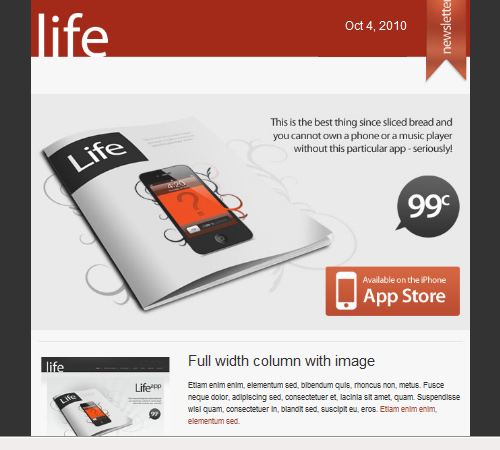 life
Oct 4, 2010
newsletter
This is the best thing since sliced bread and
you cannot own a phone or a music player
without this particular app - seriously!
Life
4:20
?
99c
Available on the iPhone
App Store
Full width column with image
Etiam enim enim, elementum sed, bibendum quis, rhoncus non, metus. Fusce
neque dolor, adipiscing sed, consectetuer et, lacinia sit amet, quam. Suspendisse
wisi quam, consectetuer in, blandit sed, suscipit eu, eros. Etiam enim enim,
elementum sed.
life
Lifeapp
Life
99c